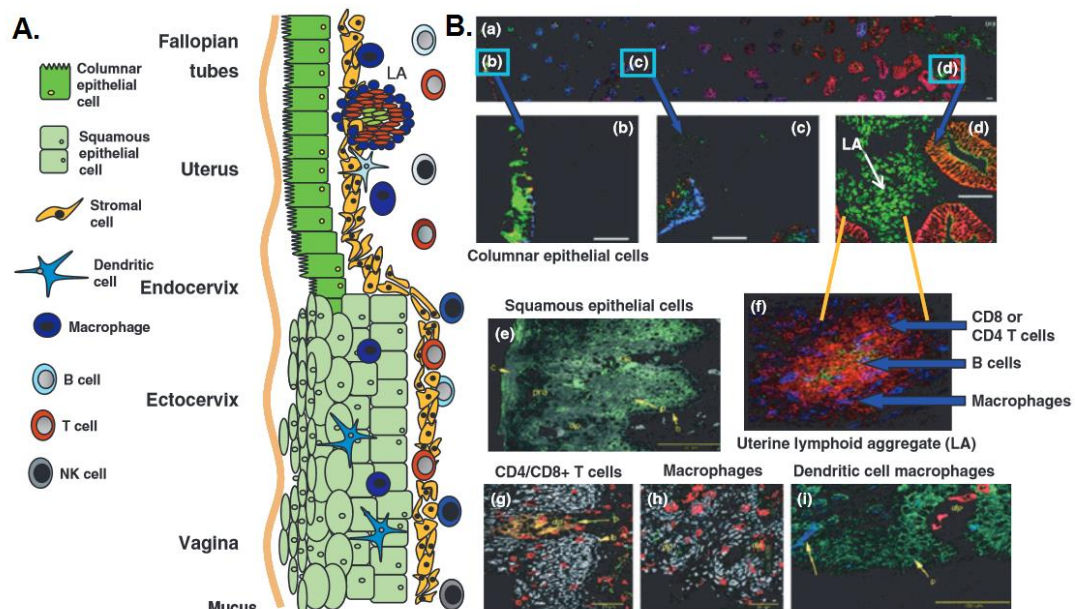 A.
Fallopian
tubes
Uterus
Endocervix
Ectocervix
Vagina
Mucus
LA
Columnar
epithelial
cell
Squamous
epithelial
cell
Stromal
cell
Dendritic
cell
Macrophage
B cell
T cell
NK cell
B.
(a)
(b)
(c)
(d)
(b)
(c)
(d)
LA
Columnar epithelial cells
Squamous epithelial cells
(e)
c
pra
e
(f)
CD8 or
CD4 T cells
B cells
Macrophages
Uterine lymphoid aggregate (LA)
CD4/CD8+ T cells
(g)
Macrophages
(h)
Dendritic cell macrophages
(i)